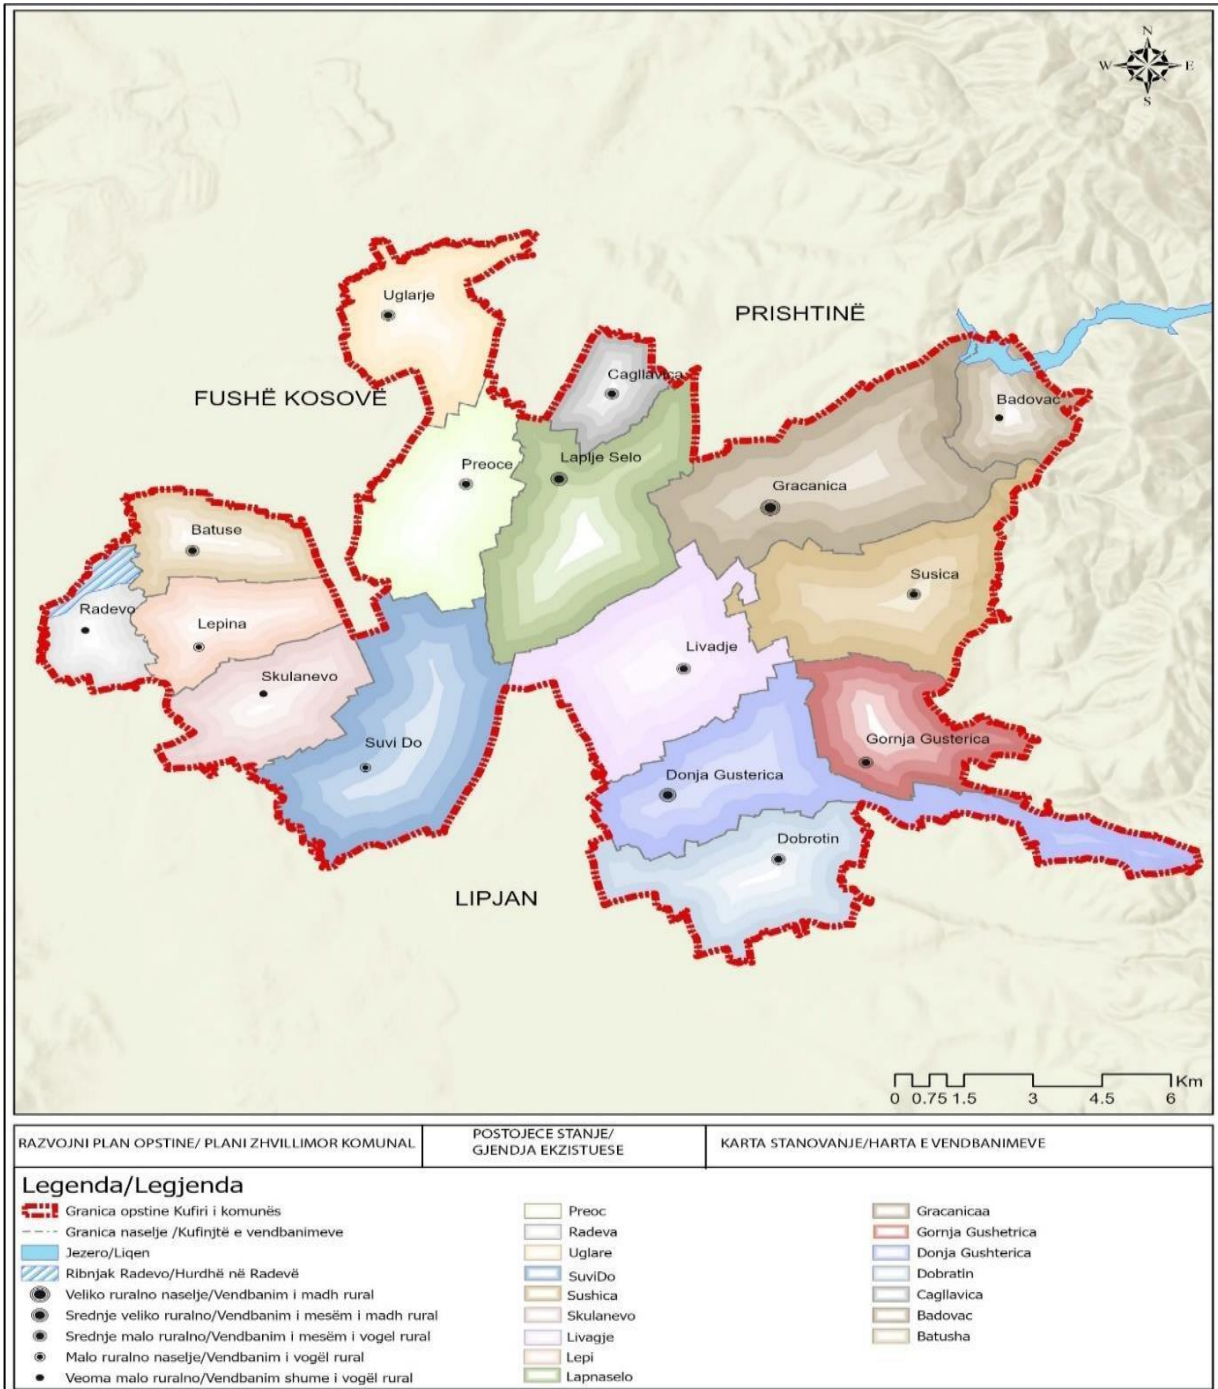 N
W E
S
Uglarje
PRISHTINË
Cagllavica
FUSHË KOSOVË
Badovac
Laplje Selo
Preoce
Gracanica
Batuse
Susica
Radevo
Lepina
Livadje
Skulanevo
Suvi Do
Gornja Gusterica
Donja Gusterica
Dobrotin
LIPJAN
Km
0 0.75 1.5 3 4.5 6
RAZVOJNI PLAN OPSTINE/ PLANI ZHVILLIMOR KOMUNAL
POSTOJECE STANJE/
GJENDJA EKZISTUESE
KARTA STANOVANJE/HARTA E VENDBANIMEVE
Legenda/Legjenda
Granica opstine Kufiri i komunës
Granica naselje /Kufinjtë e vendbanimeve
Jezero/Liqen
Ribnjak Radevo/Hurdhë në Radevë
Veliko ruralno naselje/Vendbanim i madh rural
Srednje veliko ruralno/Vendbanim i mesëm i madh rural
Srednje malo ruralno/Vendbanim i mesëm i vogel rural
Malo ruralno naselje/Vendbanim i vogël rural
Veoma malo ruralno/Vendbanim shume i vogël rural
Preoc
Radeva
Uglare
SuviDo
Sushica
Skulanevo
Livagje
Lepi
Lapnaselo
Gracanicaa
Gornja Gushetrica
Donja Gushterica
Dobratin
Cagllavica
Badovac
Batusha